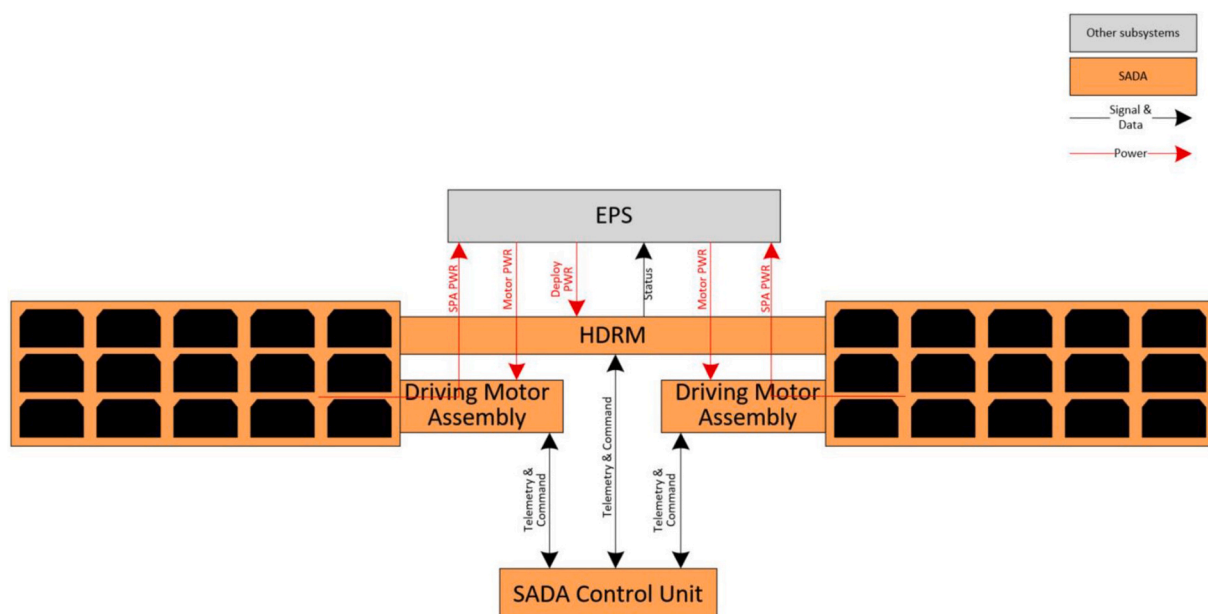 Other subsystems
SADA
Signal &
Data
Power
EPS
SPA PWR
Motor PWR
Deploy
PWR
Status
Motor PWR
SPA PWR
HDRM
Driving Motor
Assembly
Driving Motor
Assembly
Telemetry &
Command
Telemetry & Command
Telemetry &
Command
SADA Control Unit